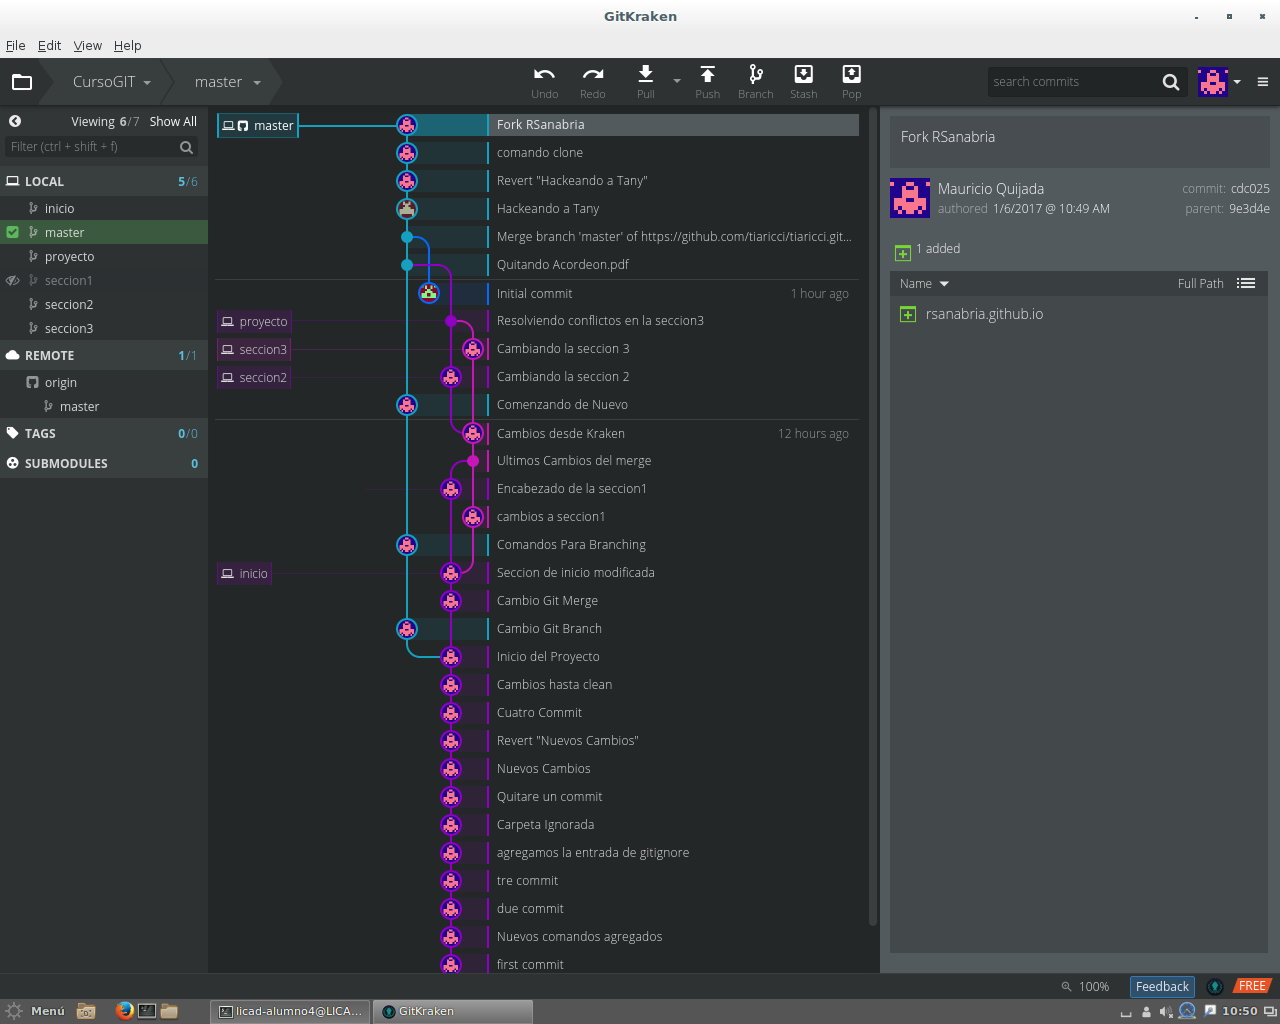 GitKraken
File Edit View Help
CursoGIT
master
Undo
Redo
Pull
Push
Branch
Stash
Pop
search commits
Viewing 6/7 Show All
Filter (ctrl + shift + f)
LOCAL 5/6
inicio
master
proyecto
seccion1
seccion2
seccion3
REMOTE 1/1
origin
master
TAGS 0/0
SUBMODULES 0
master Fork RSanabria
comando clone
Revert "Hackeando a Tany"
Hackeando a Tany
Merge branch 'master' of https://github.com/tiaricci/tiaricci.git...
Quitando Acordeon.pdf
Initial commit 1 hour ago
proyecto Resolviendo conflictos en la seccion3
seccion3 Cambiando la seccion 3
seccion2 Cambiando la seccion 2
Comenzando de Nuevo
Cambios desde Kraken 12 hours ago
Ultimos Cambios del merge
Encabezado de la seccion1
cambios a seccion1
Comandos Para Branching
inicio Seccion de inicio modificada
Cambio Git Merge
Cambio Git Branch
Inicio del Proyecto
Cambios hasta clean
Cuatro Commit
Revert "Nuevos Cambios"
Nuevos Cambios
Quitare un commit
Carpeta Ignorada
agregamos la entrada de gitignore
tre commit
due commit
Nuevos comandos agregados
first commit
Fork RSanabria
Mauricio Quijada commit: cdc025
authored 1/6/2017 @ 10:49 AM parent: 9e3d4e
1 added
Name Full Path
rsanabria.github.io
100% Feedback FREE
Menú
licad-alumno4@LICA...
GitKraken
10:50